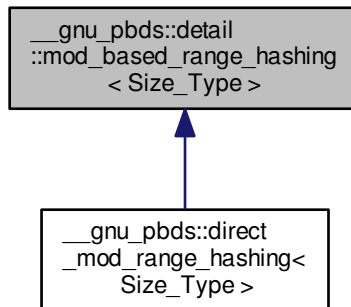 __gnu_pbds::detail
::mod_based_range_hashing
< Size_Type >
__gnu_pbds::direct
_mod_range_hashing<
Size_Type >